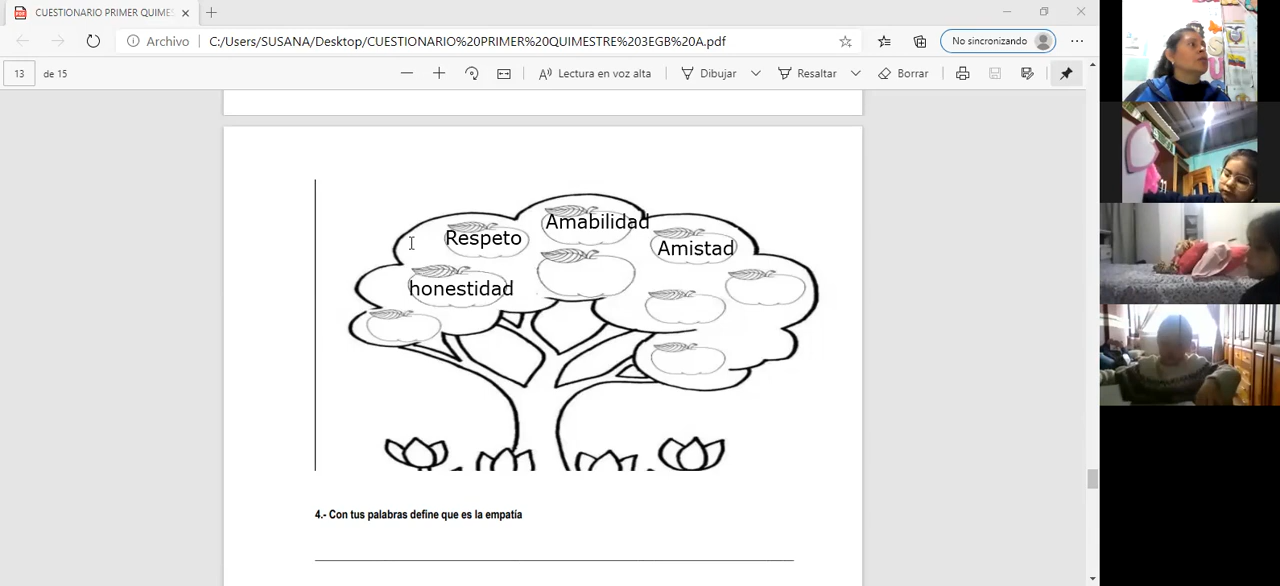 CUESTIONARIO PRIMER QUIMES
Archivo
C:/Users/SUSANA/Desktop/CUESTIONARIO%20PRIMER%20QUIMESTRE%203EGB%20A.pdf
No sincronizando
13 de 15
Lectura en voz alta
Dibujar
Resaltar
Borrar
Amabilidad
Respeto
Amistad
honestidad
4.- Con tus palabras define que es la empatía